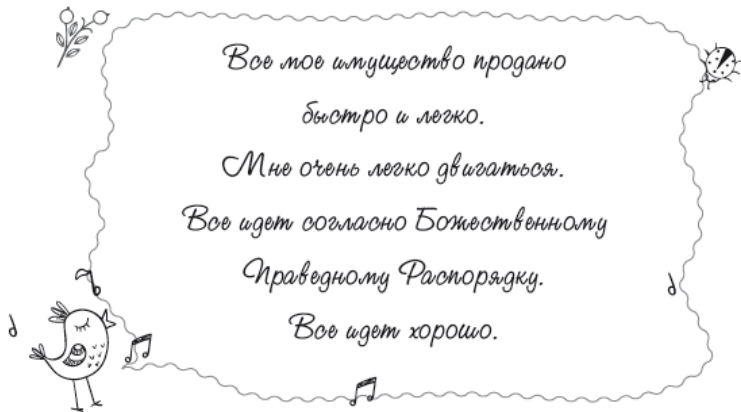 Все мое имущество продано
быстро и легко.
Мне очень легко двигаться.
Все идет согласно Божественному
Праведному Распорядку.
Все идет хорошо.